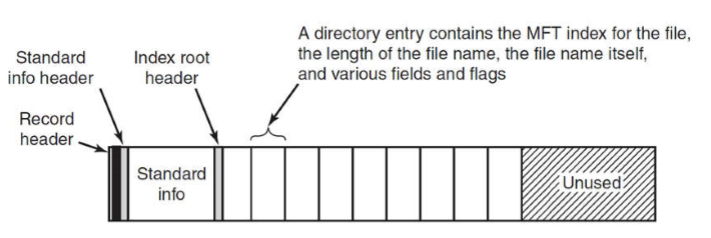 A directory entry contains the MFT index for the file,
the length of the file name, the file name itself,
and various fields and flags
Standard
info header
Index root
header
Record
header
Standard
info
Unused